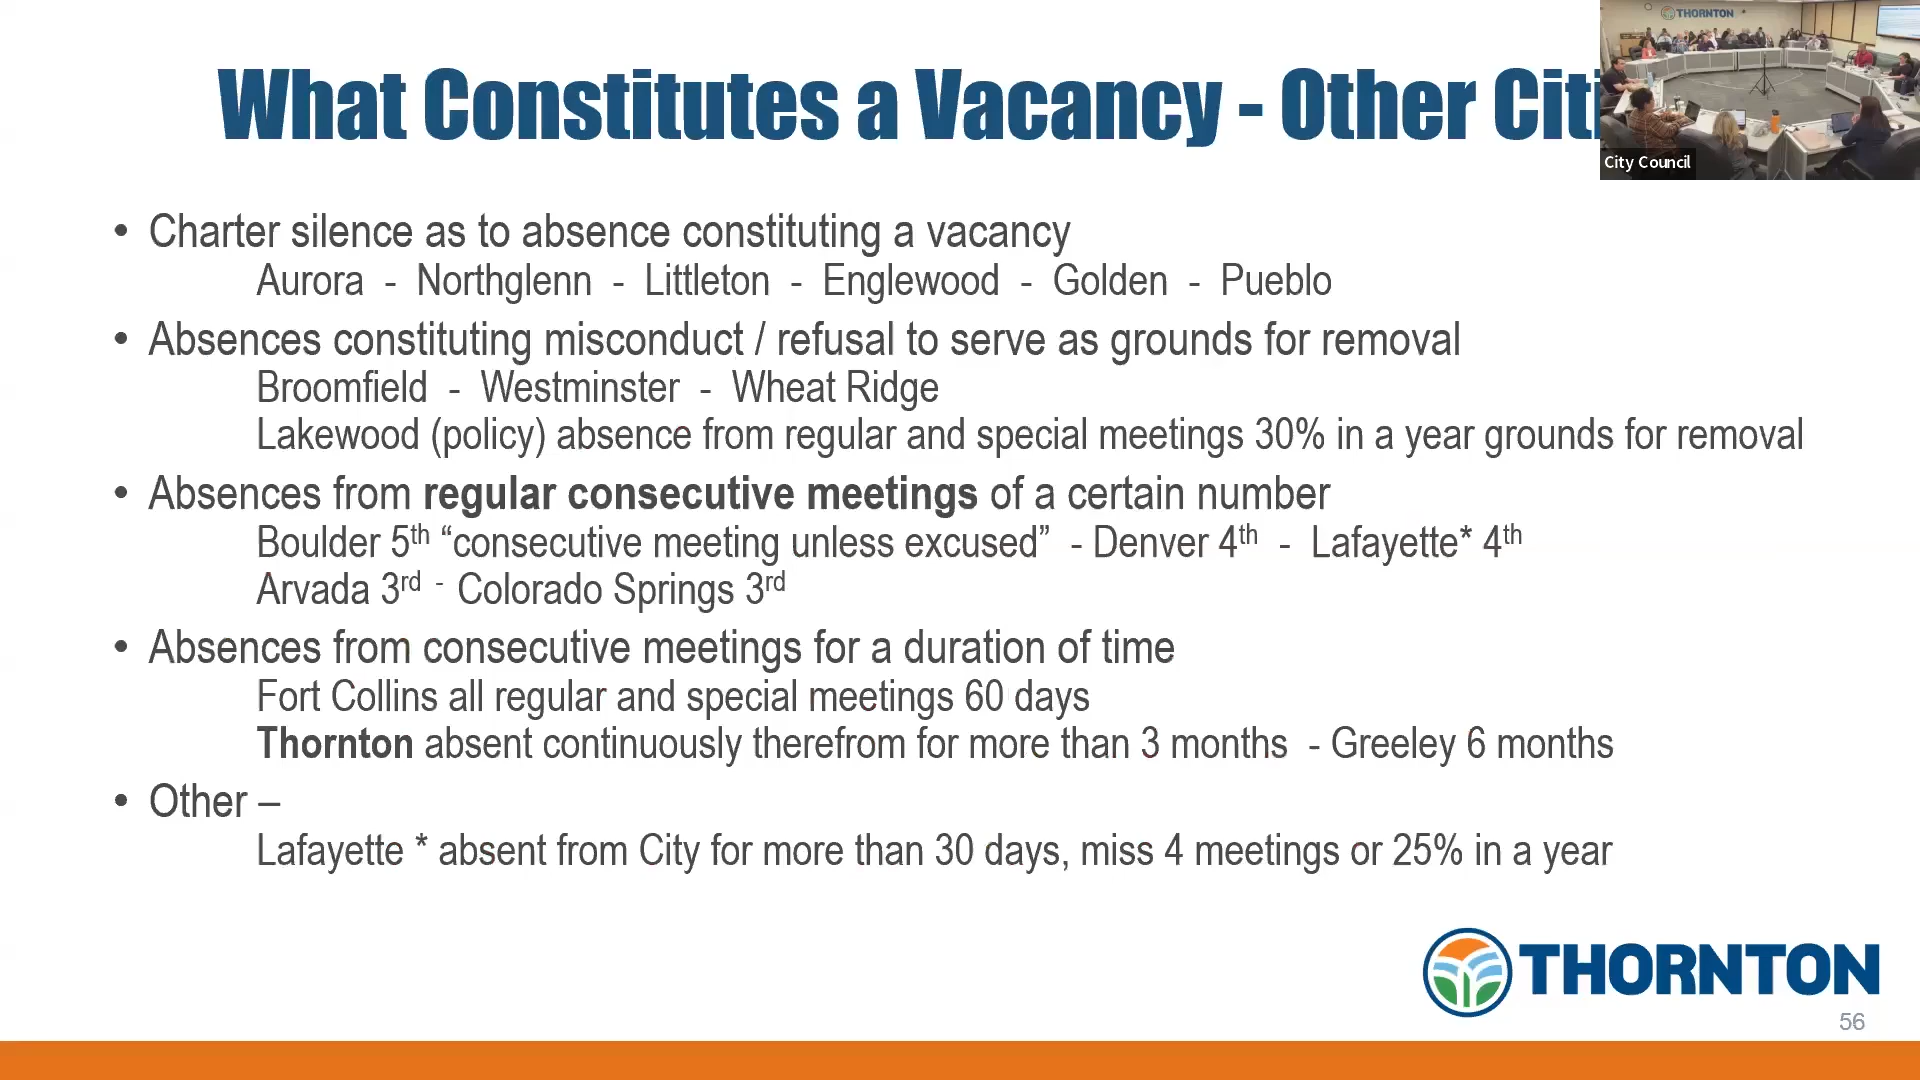 THORNTON
City Council
What Constitutes a Vacancy - Other Citi
• Charter silence as to absence constituting a vacancy
Aurora - Northglenn - Littleton - Englewood - Golden - Pueblo
• Absences constituting misconduct / refusal to serve as grounds for removal
Broomfield - Westminster - Wheat Ridge
Lakewood (policy) absence from regular and special meetings 30% in a year grounds for removal
• Absences from regular consecutive meetings of a certain number
Boulder 5th “consecutive meeting unless excused” - Denver 4th - Lafayette* 4th
Arvada 3rd - Colorado Springs 3rd
• Absences from consecutive meetings for a duration of time
Fort Collins all regular and special meetings 60 days
Thornton absent continuously therefrom for more than 3 months - Greeley 6 months
• Other –
Lafayette * absent from City for more than 30 days, miss 4 meetings or 25% in a year
THORNTON
56